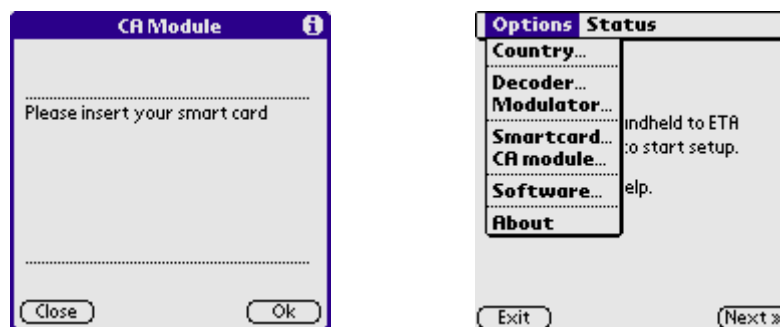 CA Module
Please insert your smart card
Close Ok
Options Status
Country...
Decoder...
Modulator...
Smartcard...
CA module...
Software...
About
ndheld to ETA
to start setup.
elp.
Exit Next »